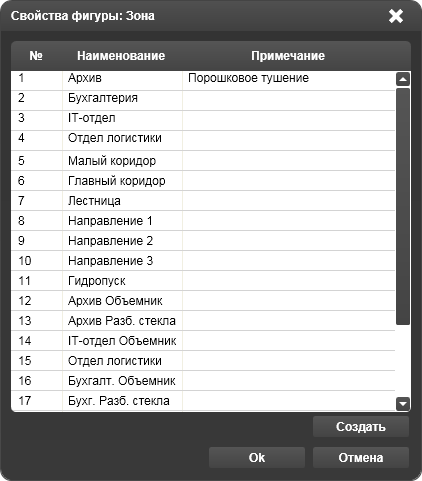 Свойства фигуры: Зона
№ Наименование Примечание
1 Архив Порошковое тушение
2 Бухгалтерия
3 IT-отдел
4 Отдел логистики
5 Малый коридор
6 Главный коридор
7 Лестница
8 Направление 1
9 Направление 2
10 Направление 3
11 Гидропуск
12 Архив Объемник
13 Архив Разб. стекла
14 IT-отдел Объемник
15 Отдел логистики
16 Бухгалт. Объемник
17 Бухг. Разб. стекла
Создать
Ok Отмена